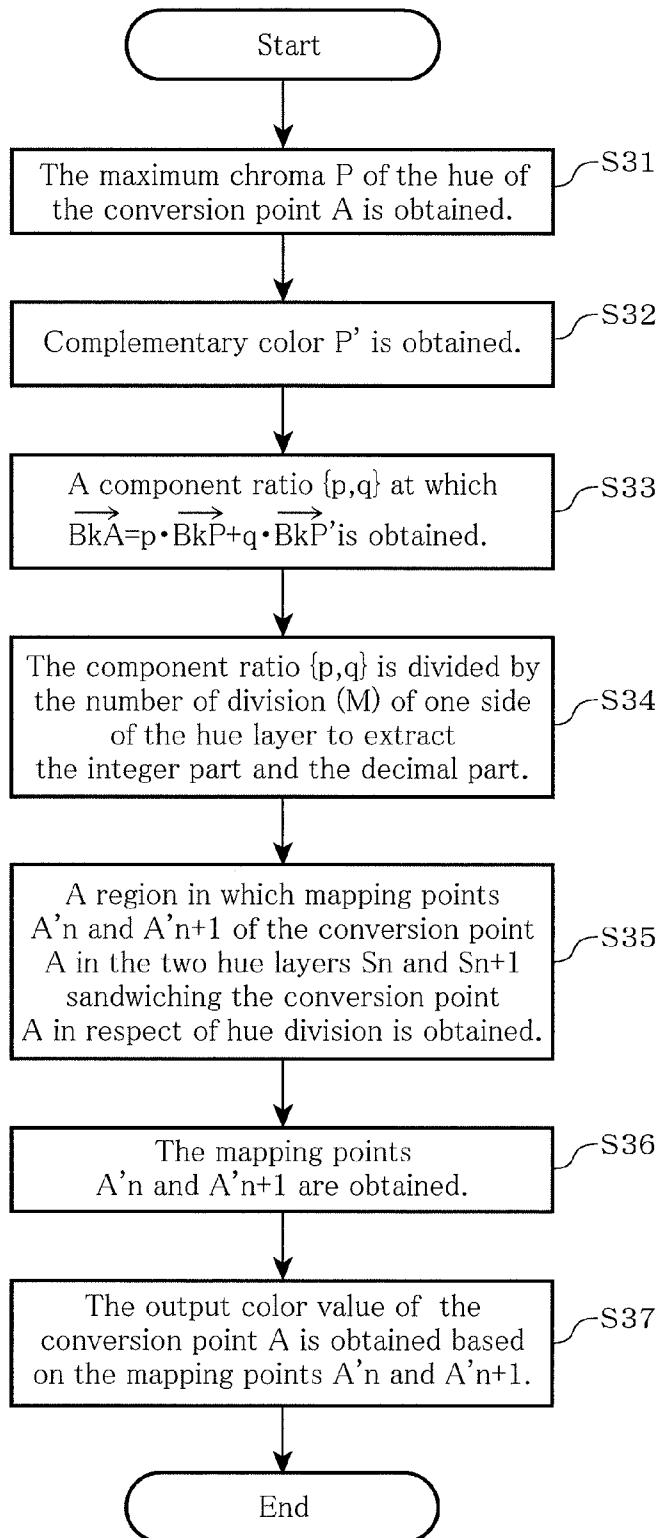 Start
S31
The maximum chroma P of the hue of
the conversion point A is obtained.
S32
Complementary color P' is obtained.
S33
A component ratio {p,q} at which
BkA=p•BkP+q•BkP'is obtained.
S34
The component ratio {p,q} is divided by
the number of division (M) of one side
of the hue layer to extract
the integer part and the decimal part.
S35
A region in which mapping points
A'n and A'n+1 of the conversion point
A in the two hue layers Sn and Sn+1
sandwiching the conversion point
A in respect of hue division is obtained.
S36
The mapping points
A'n and A'n+1 are obtained.
S37
The output color value of the
conversion point A is obtained based
on the mapping points A'n and A'n+1.
End